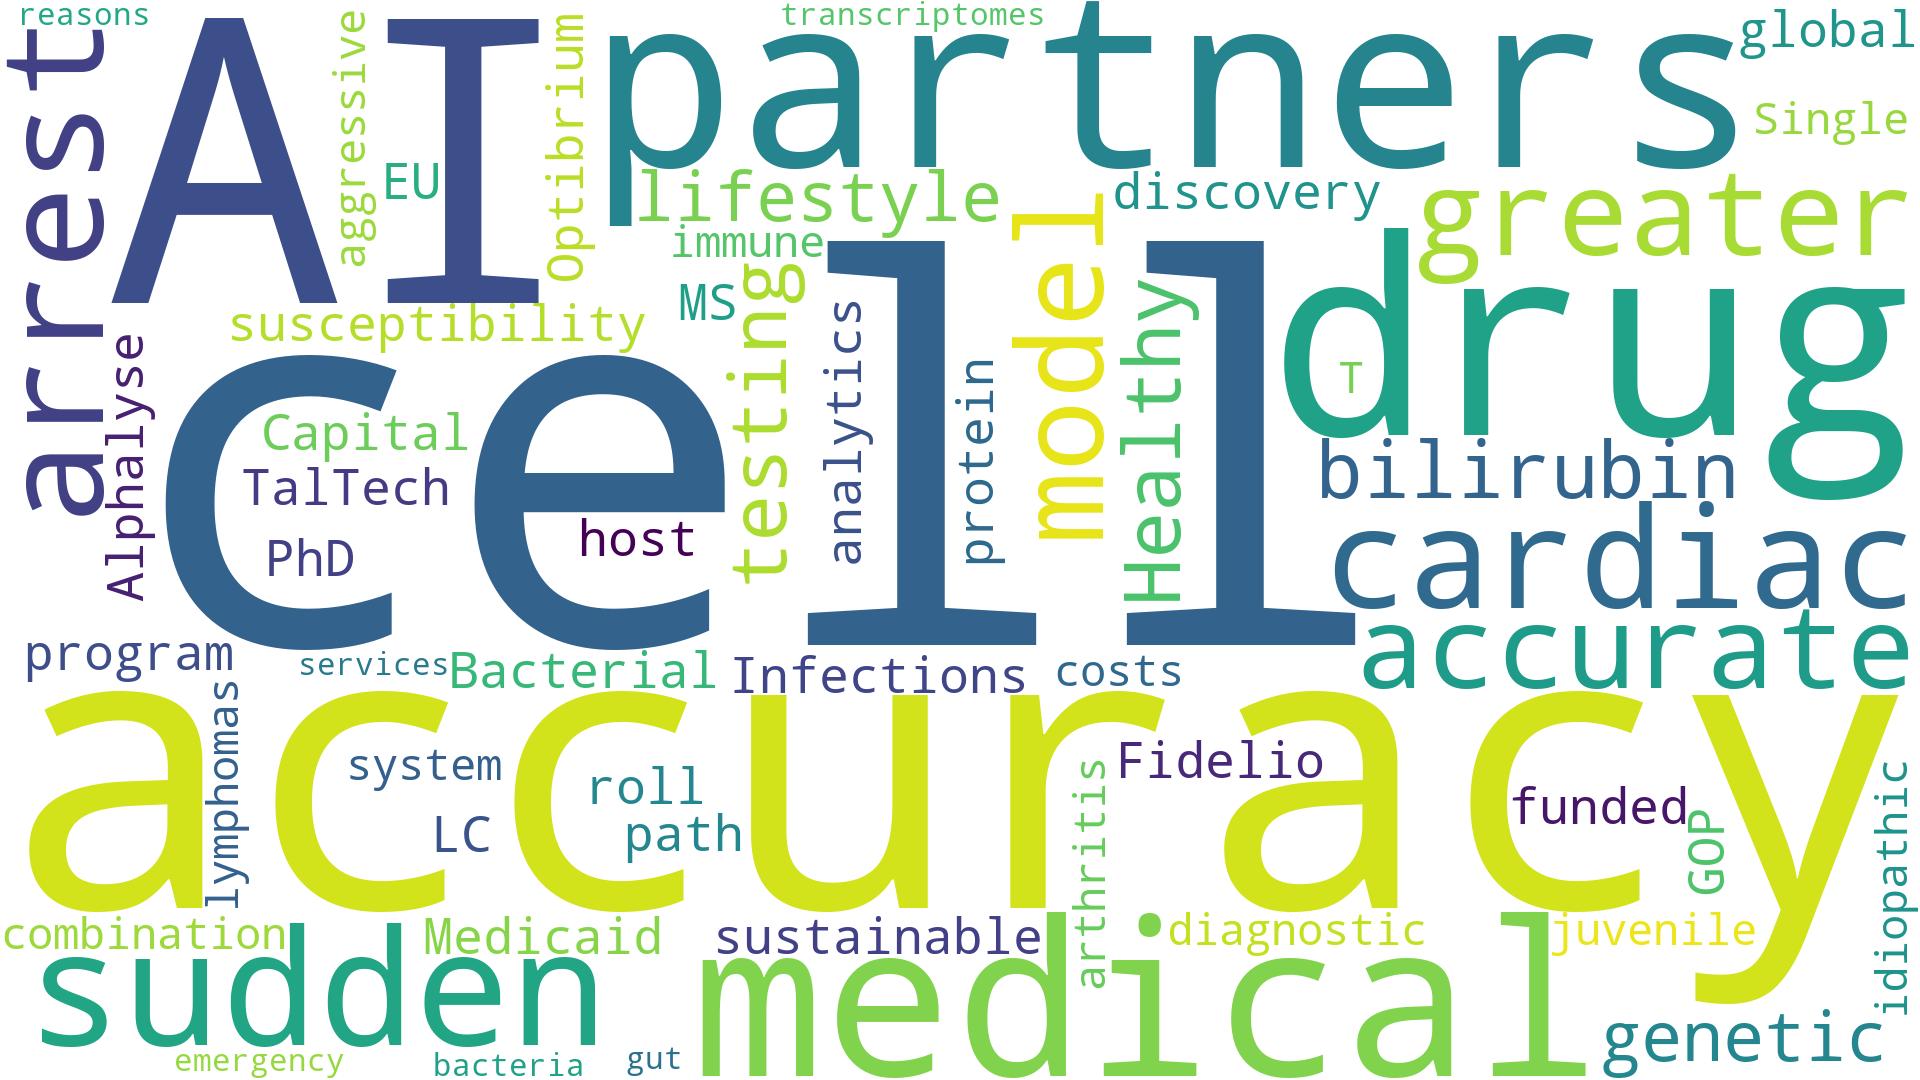 reasons
transcriptomes
global
arrest
AI
aggressive
EU
Optibrium
partners
Single
lifestyle
discovery
greater
immune
model
MS
testing
analytics
Healthy
drug
T
susceptibility
Alphalyse
cell
Capital
TalTech
PhD
host
protein
bilirubin
cardiac
accurate
program
services
Bacterial
Infections
costs
accuracy
lymphomas
system
LC
roll
path
Fidelio
arthritis
funded
GOP
idiopathic
combination
Medicaid
sustainable
diagnostic
juvenile
sudden
medical
genetic
emergency
bacteria
gut